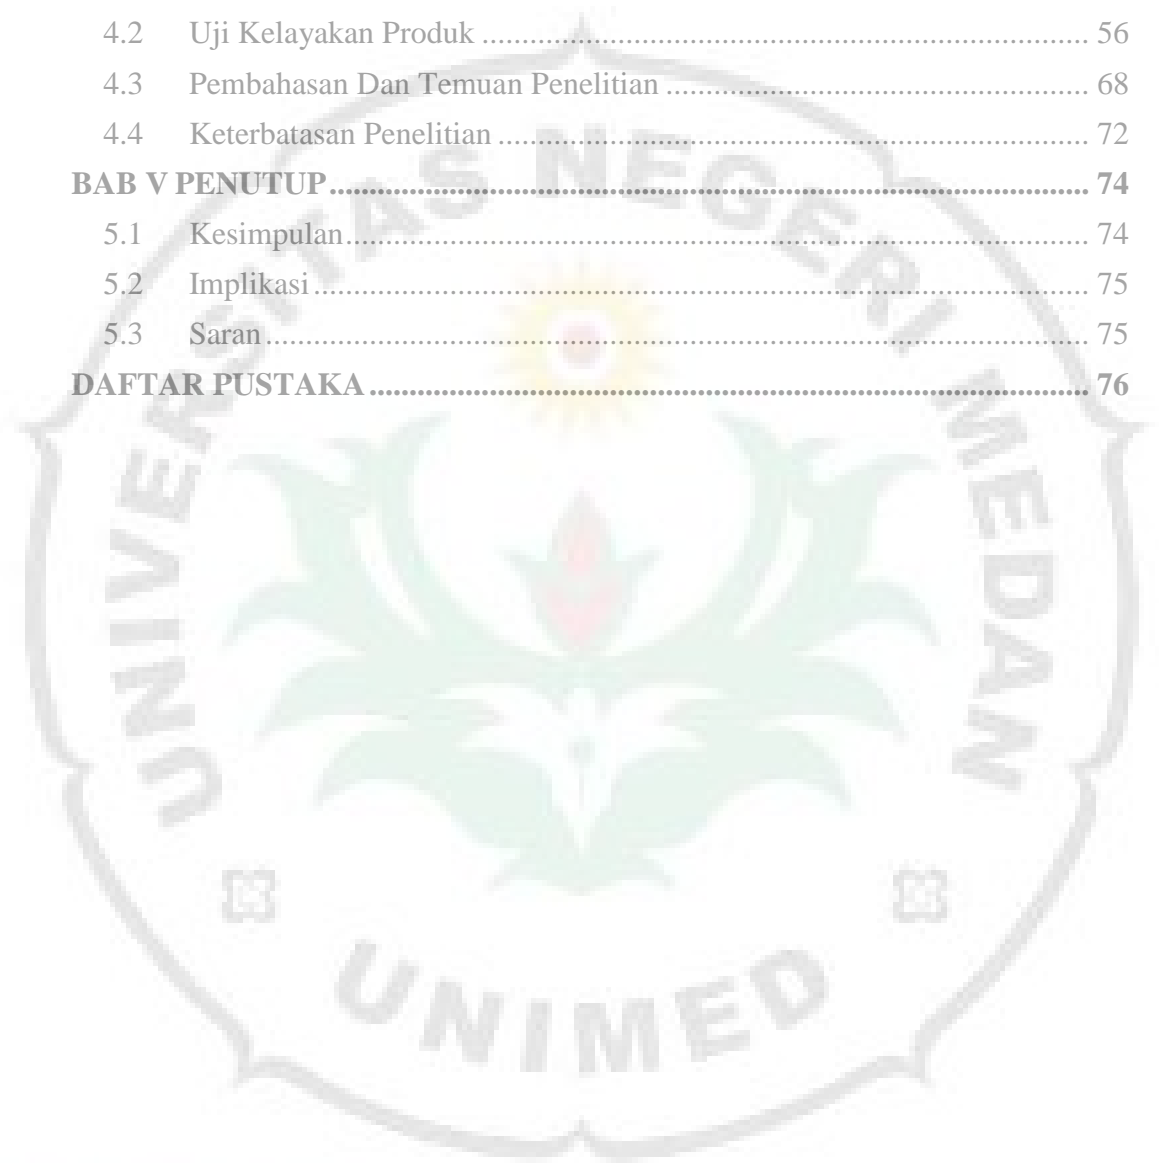 4.2 Uji Kelayakan Produk ............................................................................ 56
4.3 Pembahasan Dan Temuan Penelitian ..................................................... 68
4.4 Keterbatasan Penelitian .......................................................................... 72
BAB V PENUTUP ............................................................................................... 74
5.1 Kesimpulan ............................................................................................. 74
5.2 Implikasi ................................................................................................. 75
5.3 Saran ....................................................................................................... 75
DAFTAR PUSTAKA .......................................................................................... 76
UNIVERSITAS NEGERI MEDAN
UNIMED